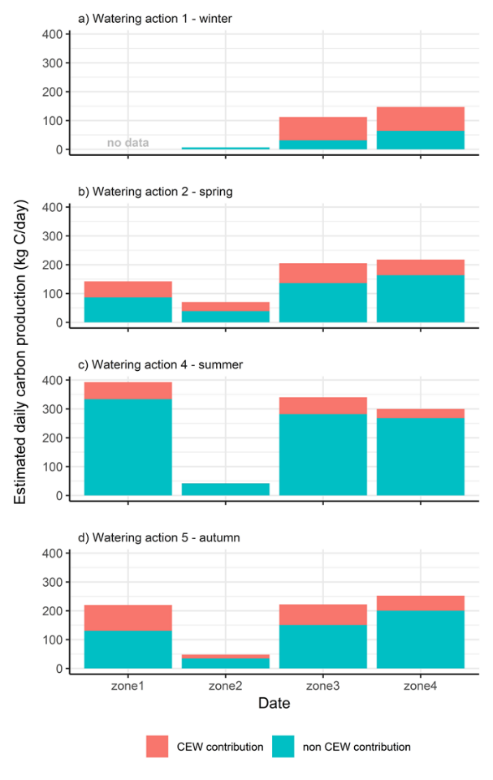 a) Watering action 1 - winter
400
300
200
100
0
no data
b) Watering action 2 - spring
400
300
200
100
0
c) Watering action 4 - summer
400
300
200
100
0
d) Watering action 5 - autumn
400
300
200
100
0
Estimated daily carbon production (kg C/day)
zone1 zone2 zone3 zone4
Date
CEW contribution non CEW contribution